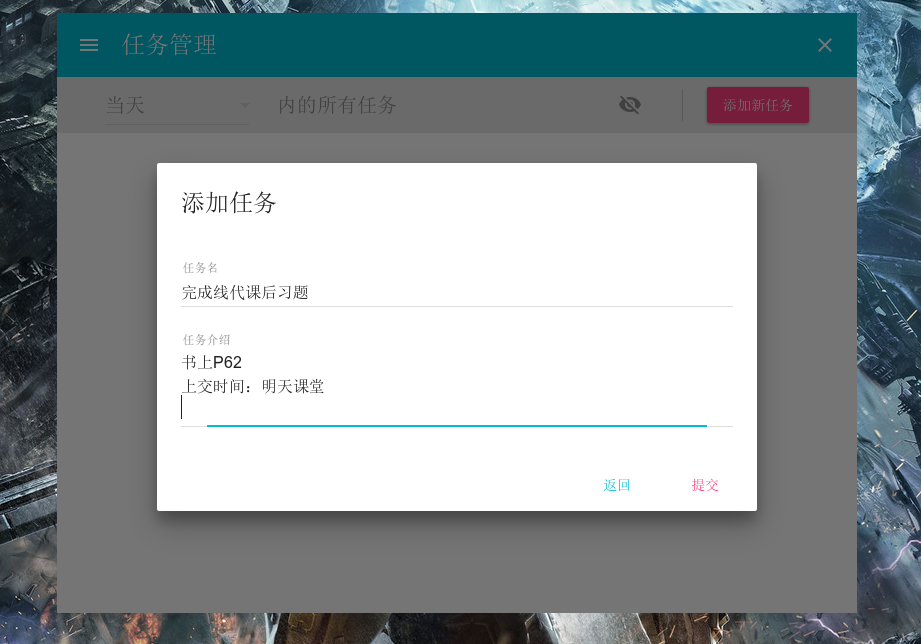 任务管理
当天 内的所有任务 添加新任务
添加任务
任务名
完成线代课后习题
任务介绍
书上P62
上交时间：明天课堂
返回 提交